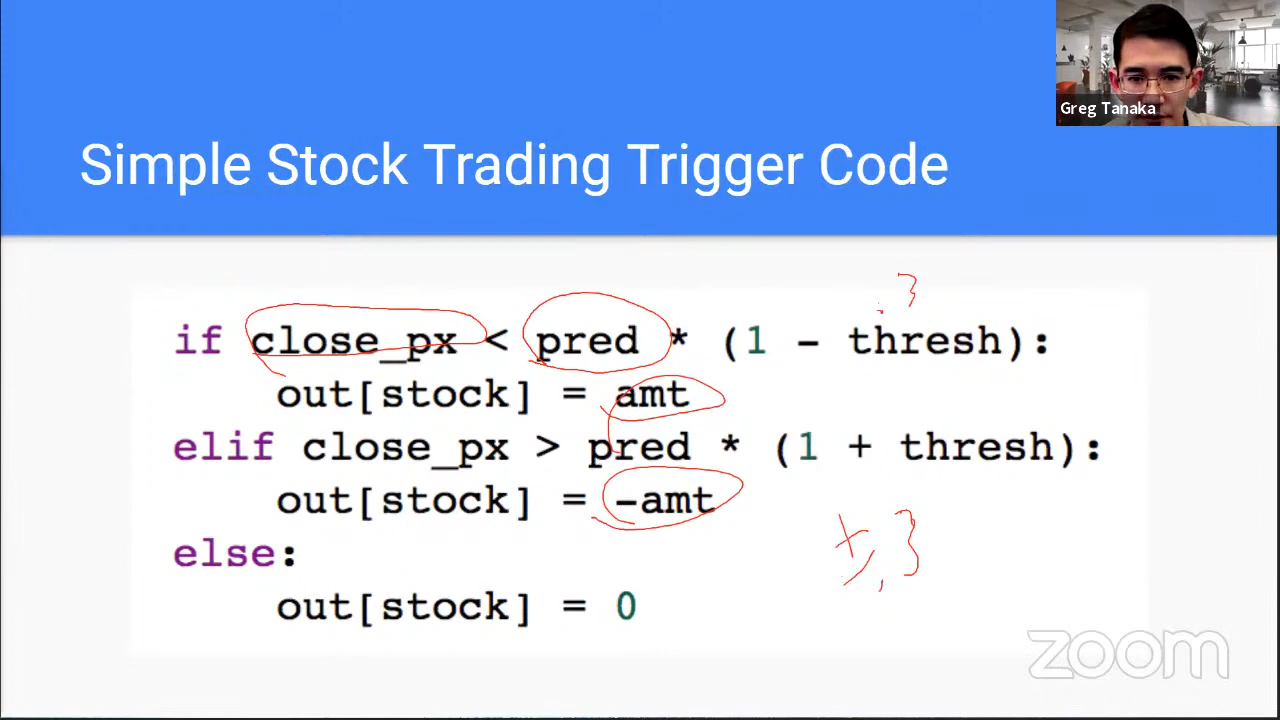 Greg Tanaka
Simple Stock Trading Trigger Code
.3
if close_px < pred * (1 - thresh):
    out[stock] = amt
elif close_px > pred * (1 + thresh):
    out[stock] = -amt
±.3
else:
    out[stock] = 0
zoom